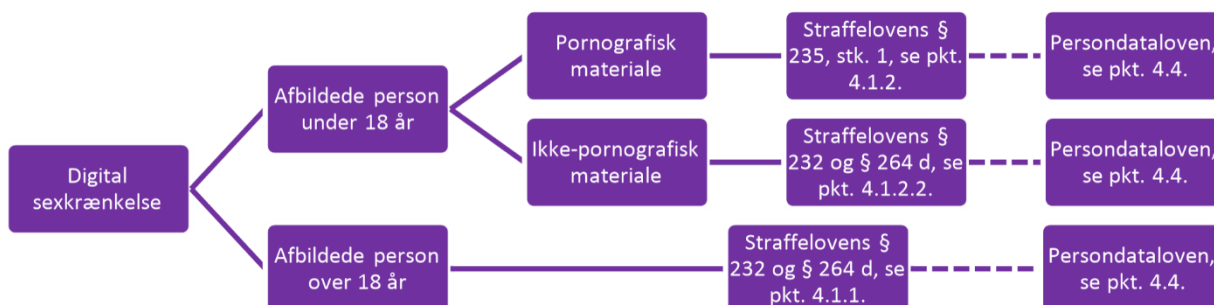 Digital
sexkrænkelse
Afbildede person
under 18 år
Pornografisk
materiale
Straffelovens §
235, stk. 1, se pkt.
4.1.2.
Persondataloven,
se pkt. 4.4.
Ikke-pornografisk
materiale
Straffelovens §
232 og § 264 d, se
pkt. 4.1.2.2.
Persondataloven,
se pkt. 4.4.
Afbildede person
over 18 år
Straffelovens §
232 og § 264 d, se
pkt. 4.1.1.
Persondataloven,
se pkt. 4.4.